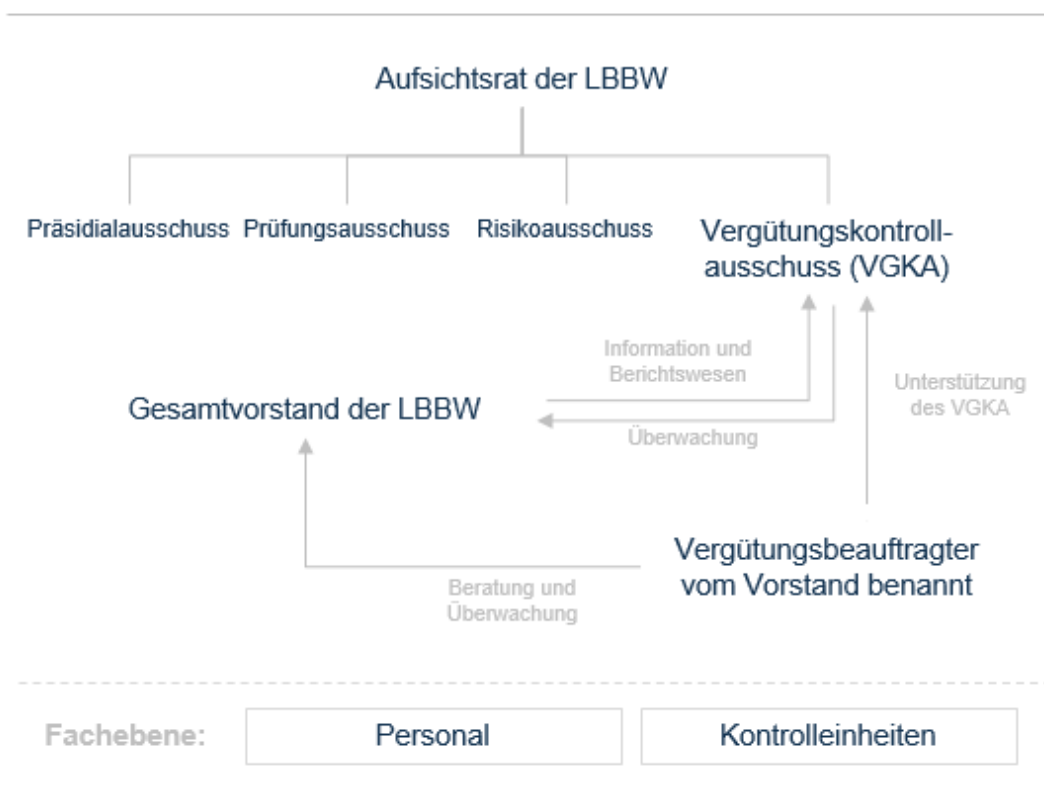 Aufsichtsrat der LBBW
Präsidialausschuss
Prüfungsausschuss
Risikoausschuss
Vergütungskontroll-
ausschuss (VGKA)
Information und
Berichtswesen
Unterstützung
des VGKA
Gesamtvorstand der LBBW
Überwachung
Vergütungsbeauftragter
vom Vorstand benannt
Beratung und
Überwachung
Fachebene:
Personal
Kontrolleinheiten